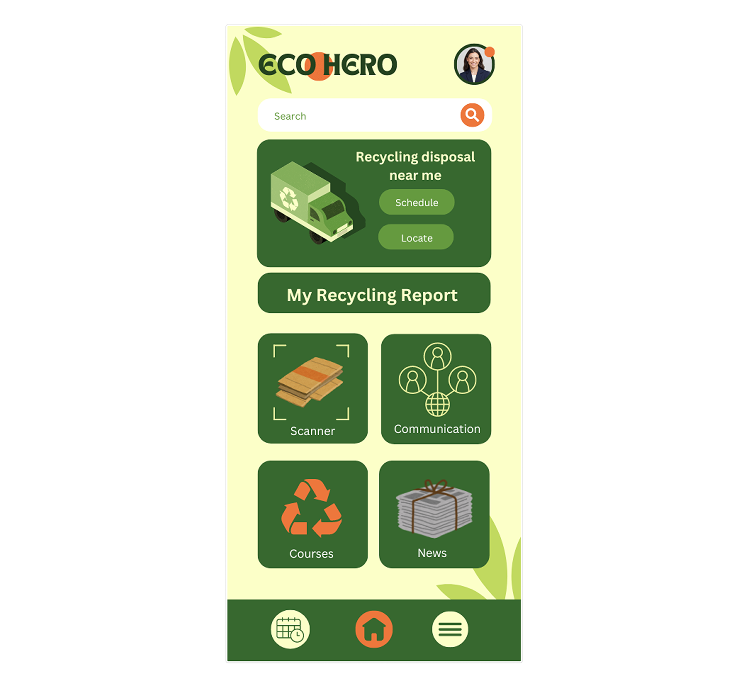 ECO HERO
Search
Recycling disposal
near me
Schedule
Locate
My Recycling Report
Scanner
Communication
Courses
News